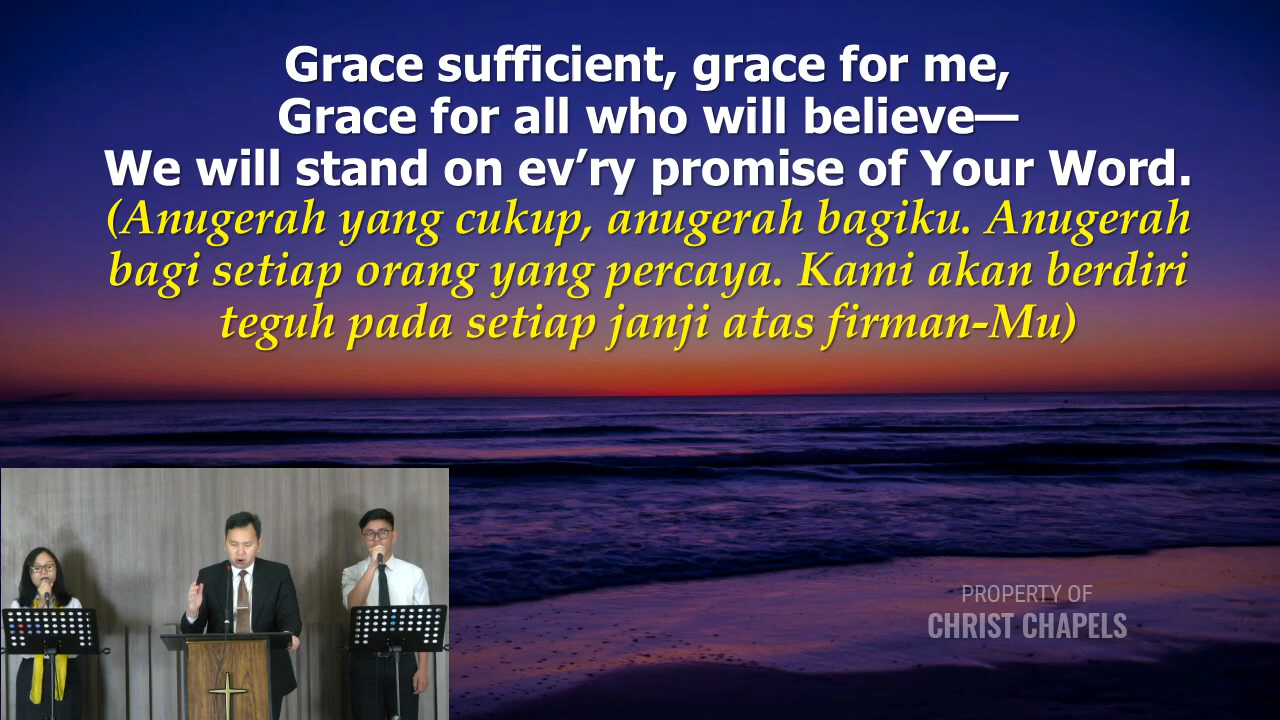 Grace sufficient, grace for me,
Grace for all who will believe—
We will stand on ev’ry promise of Your Word.
(Anugerah yang cukup, anugerah bagiku. Anugerah
bagi setiap orang yang percaya. Kami akan berdiri
teguh pada setiap janji atas firman-Mu)
PROPERTY OF
CHRIST CHAPELS